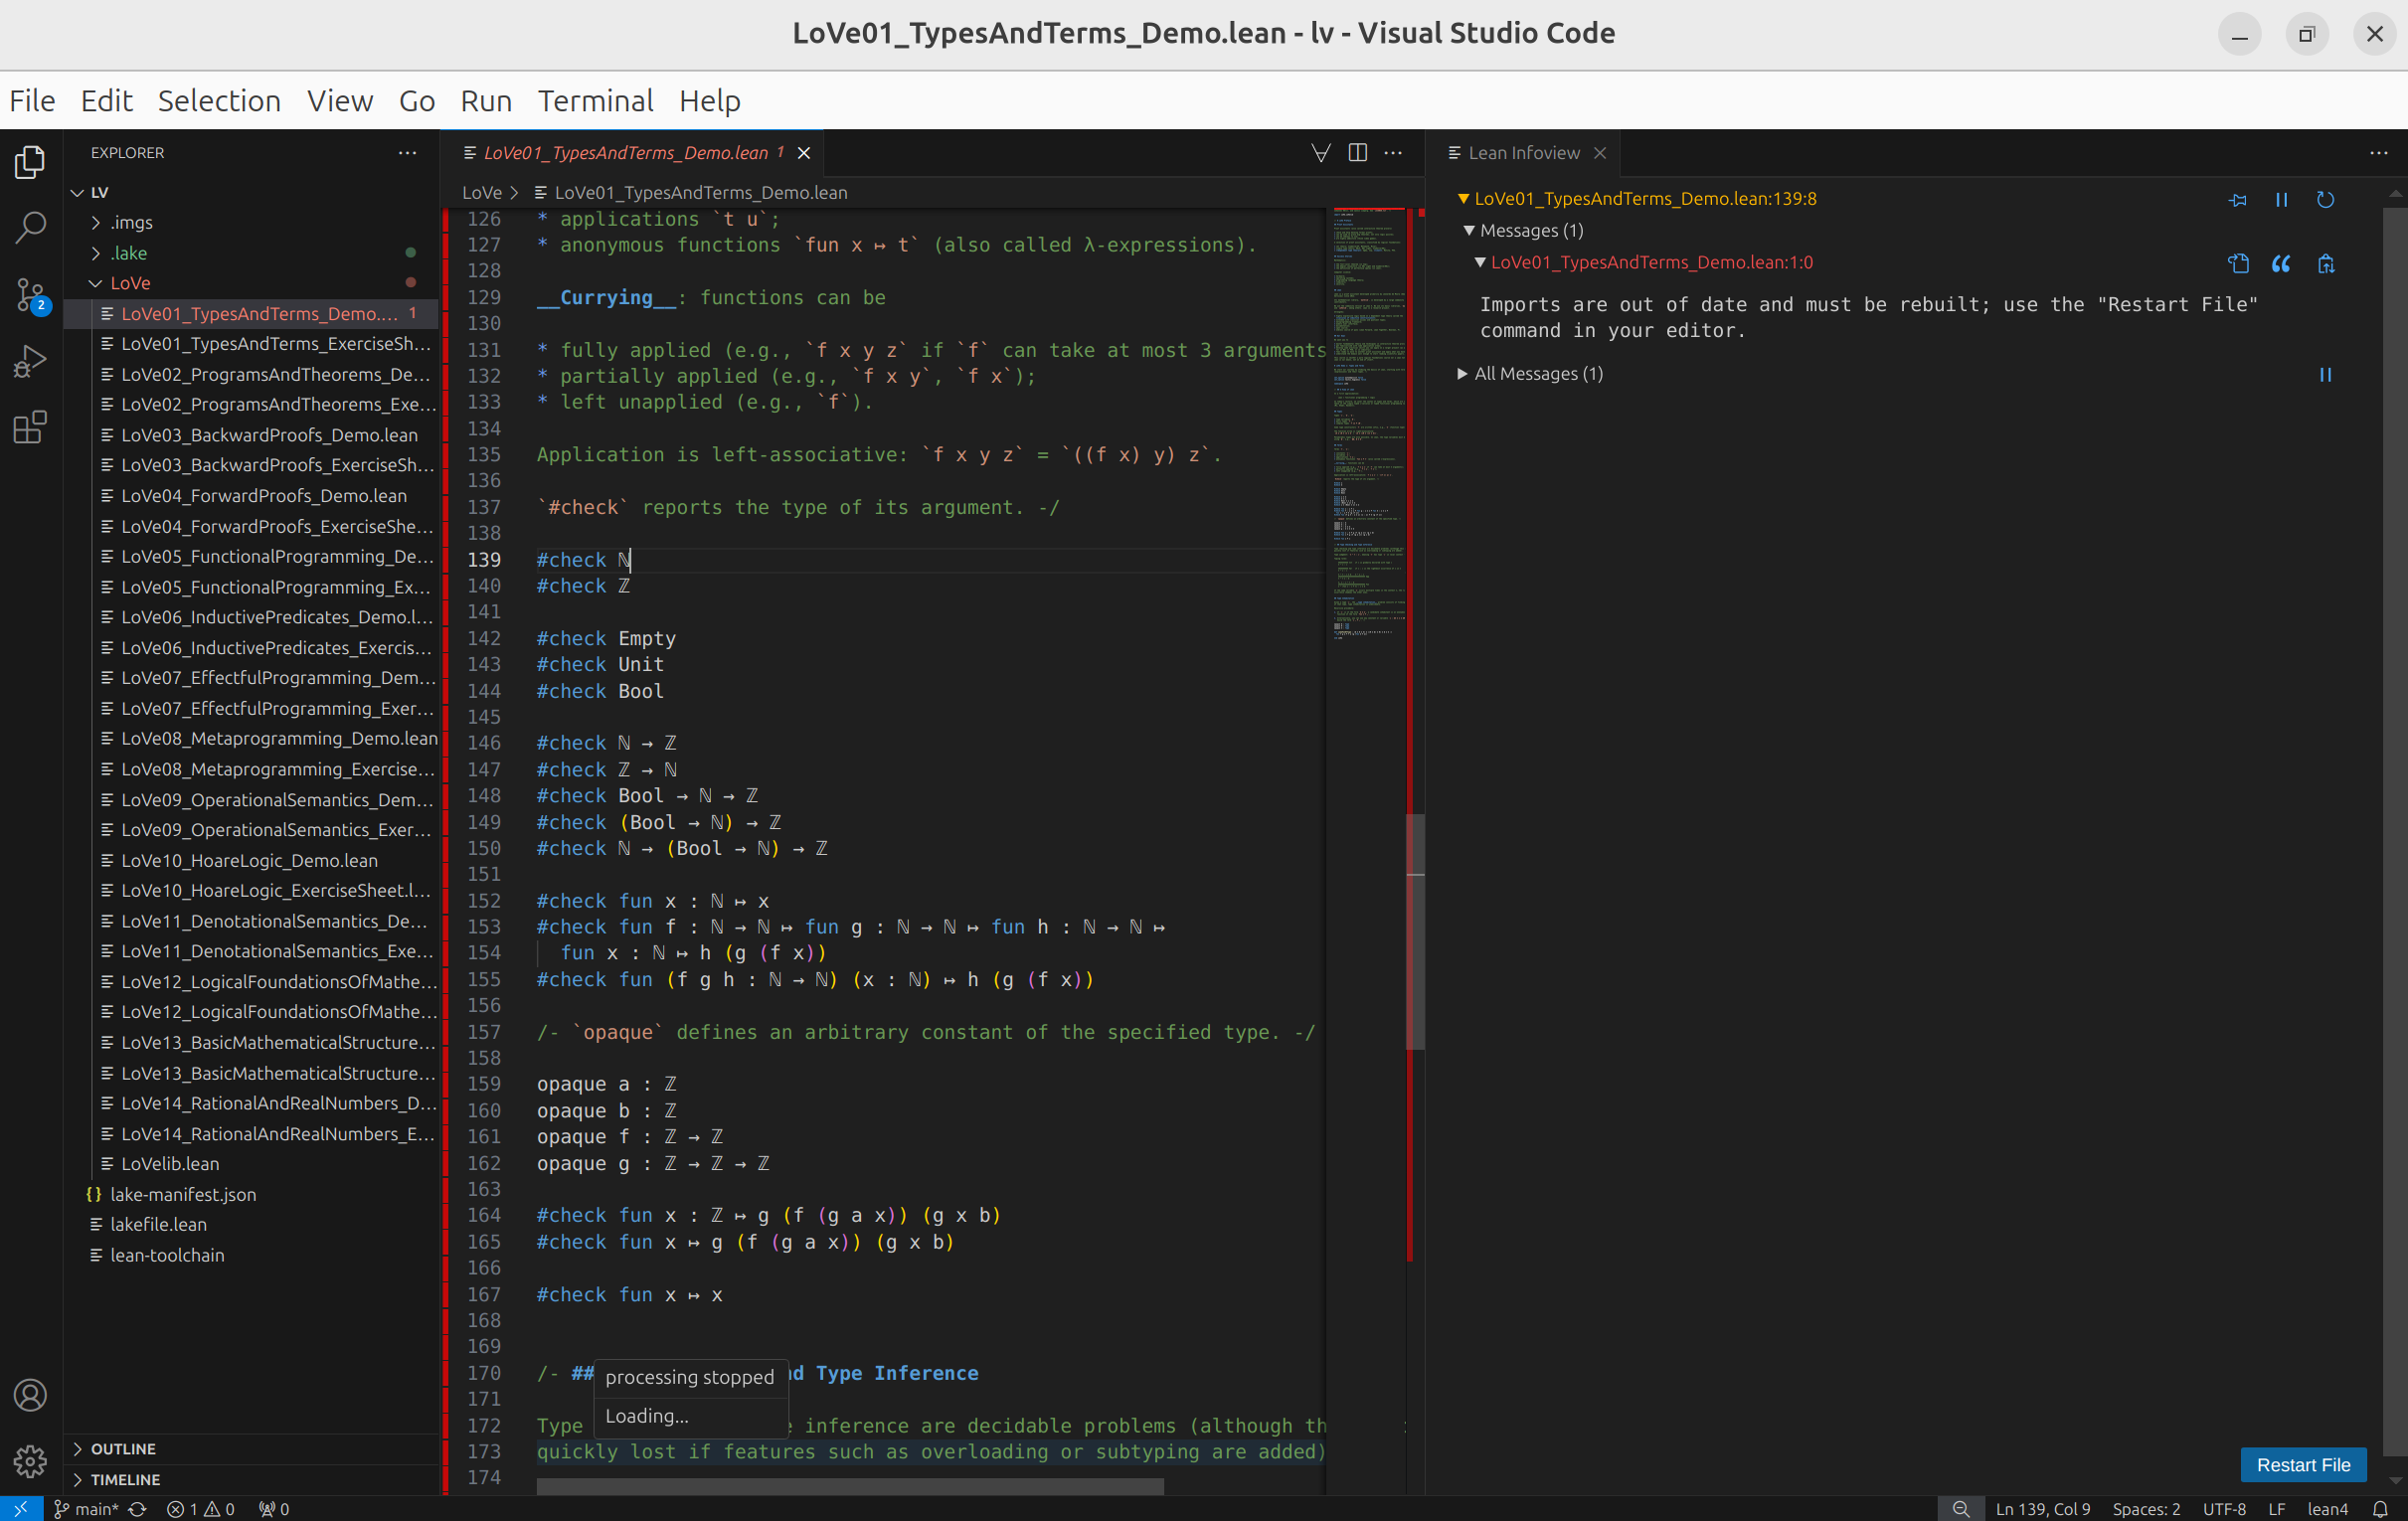 LoVe01_TypesAndTerms_Demo.lean - lv - Visual Studio Code
File Edit Selection View Go Run Terminal Help
EXPLORER
LV
.imgs
.lake
LoVe
LoVe01_TypesAndTerms_Demo.... 1
LoVe01_TypesAndTerms_ExerciseSh...
LoVe02_ProgramsAndTheorems_De...
LoVe02_ProgramsAndTheorems_Exe...
LoVe03_BackwardProofs_Demo.lean
LoVe03_BackwardProofs_ExerciseSh...
LoVe04_ForwardProofs_Demo.lean
LoVe04_ForwardProofs_ExerciseShe...
LoVe05_FunctionalProgramming_De...
LoVe05_FunctionalProgramming_Ex...
LoVe06_InductivePredicates_Demo.l...
LoVe06_InductivePredicates_Exercis...
LoVe07_EffectfulProgramming_Dem...
LoVe07_EffectfulProgramming_Exer...
LoVe08_Metaprogramming_Demo.lean
LoVe08_Metaprogramming_Exercise...
LoVe09_OperationalSemantics_Dem...
LoVe09_OperationalSemantics_Exer...
LoVe10_HoareLogic_Demo.lean
LoVe10_HoareLogic_ExerciseSheet.l...
LoVe11_DenotationalSemantics_De...
LoVe11_DenotationalSemantics_Exe...
LoVe12_LogicalFoundationsOfMathe...
LoVe12_LogicalFoundationsOfMathe...
LoVe13_BasicMathematicalStructure...
LoVe13_BasicMathematicalStructure...
LoVe14_RationalAndRealNumbers_D...
LoVe14_RationalAndRealNumbers_E...
LoVelib.lean
lake-manifest.json
lakefile.lean
lean-toolchain
OUTLINE
TIMELINE
2
LoVe01_TypesAndTerms_Demo.lean 1
LoVe > LoVe01_TypesAndTerms_Demo.lean
126 * applications `t u`;
127 * anonymous functions `fun x ↦ t` (also called λ-expressions).
128
129 __Currying__: functions can be
130
131 * fully applied (e.g., `f x y z` if `f` can take at most 3 arguments
132 * partially applied (e.g., `f x y`, `f x`);
133 * left unapplied (e.g., `f`).
134
135 Application is left-associative: `f x y z` = `((f x) y) z`.
136
137 `#check` reports the type of its argument. -/
138
139 #check ℕ
140 #check ℤ
141
142 #check Empty
143 #check Unit
144 #check Bool
145
146 #check ℕ → ℤ
147 #check ℤ → ℕ
148 #check Bool → ℕ → ℤ
149 #check (Bool → ℕ) → ℤ
150 #check ℕ → (Bool → ℕ) → ℤ
151
152 #check fun x : ℕ ↦ x
153 #check fun f : ℕ → ℕ ↦ fun g : ℕ → ℕ ↦ fun h : ℕ → ℕ ↦
154 fun x : ℕ ↦ h (g (f x))
155 #check fun (f g h : ℕ → ℕ) (x : ℕ) ↦ h (g (f x))
156
157 /- `opaque` defines an arbitrary constant of the specified type. -/
158
159 opaque a : ℤ
160 opaque b : ℤ
161 opaque f : ℤ → ℤ
162 opaque g : ℤ → ℤ → ℤ
163
164 #check fun x : ℤ ↦ g (f (g a x)) (g x b)
165 #check fun x ↦ g (f (g a x)) (g x b)
166
167 #check fun x ↦ x
168
169
170 /- ## d Type Inference
171
172 Type inference are decidable problems (although th
173 quickly lost if features such as overloading or subtyping are added)
174
processing stopped
Loading...
Lean Infoview
LoVe01_TypesAndTerms_Demo.lean:139:8
Messages (1)
LoVe01_TypesAndTerms_Demo.lean:1:0
Imports are out of date and must be rebuilt; use the "Restart File"
command in your editor.
All Messages (1)
Restart File
main* 1 0 0 Ln 139, Col 9 Spaces: 2 UTF-8 LF lean4